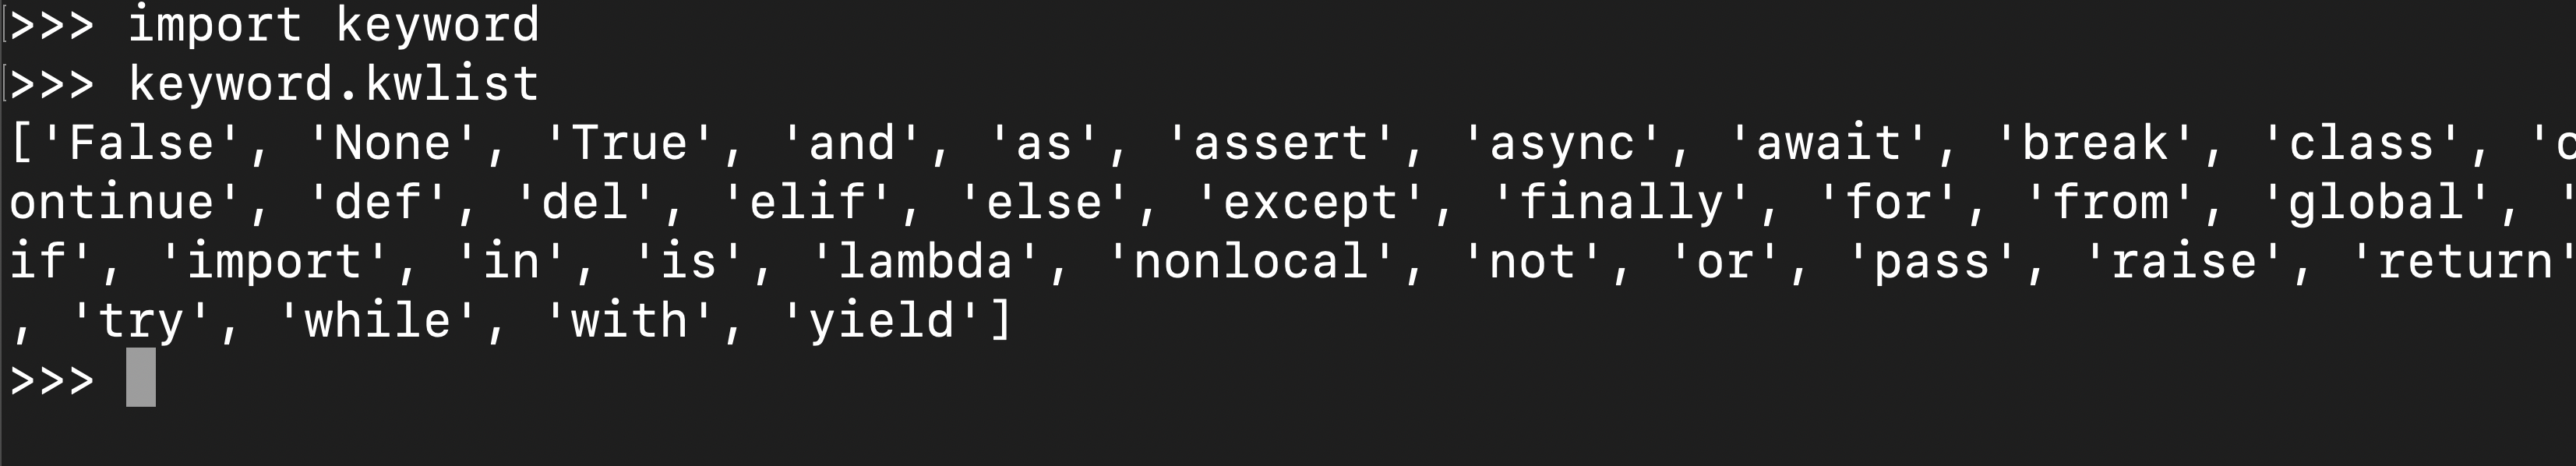 >>> import keyword
>>> keyword.kwlist
['False', 'None', 'True', 'and', 'as', 'assert', 'async', 'await', 'break', 'class', 'c
ontinue', 'def', 'del', 'elif', 'else', 'except', 'finally', 'for', 'from', 'global', '
if', 'import', 'in', 'is', 'lambda', 'nonlocal', 'not', 'or', 'pass', 'raise', 'return'
, 'try', 'while', 'with', 'yield']
>>>